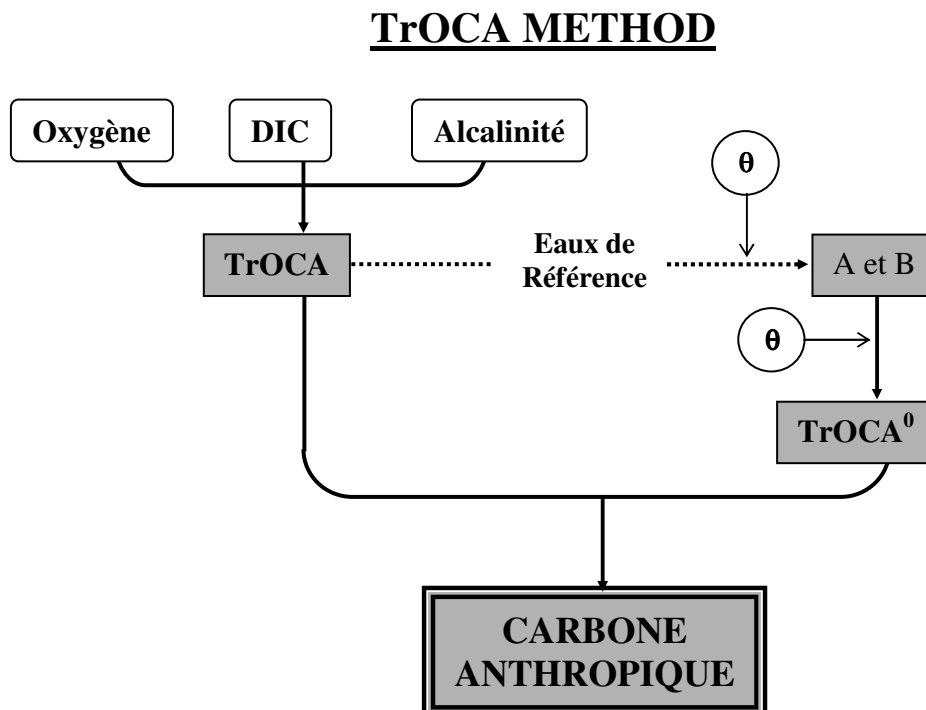 TrOCA METHOD
Oxygène
DIC
Alcalinité
θ
TrOCA
Eaux de
Référence
A et B
θ
TrOCA⁰
CARBONE
ANTHROPIQUE